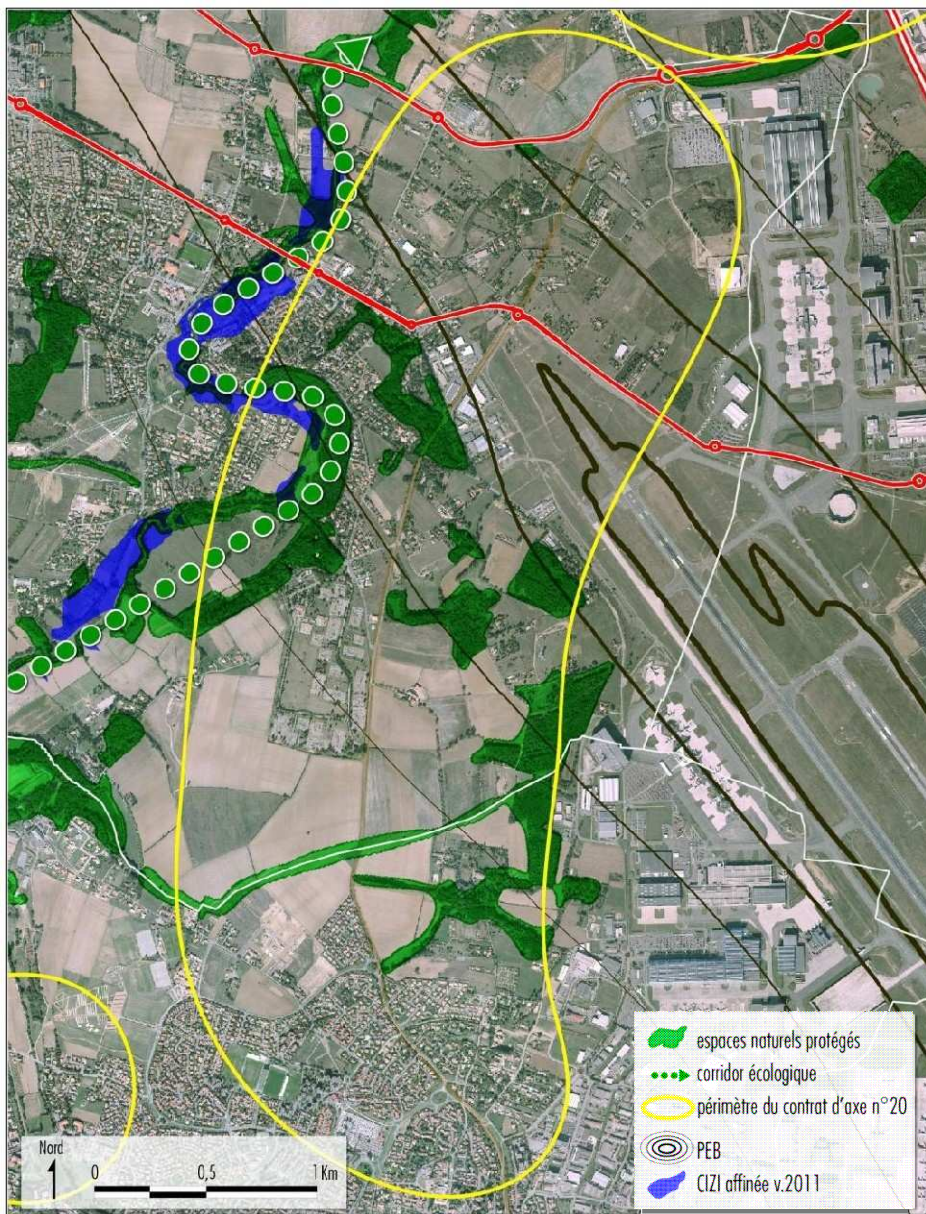 espaces naturels protégés
corridor écologique
périmètre du contrat d'axe n°20
PEB
CIZI affinée v.2011
Nord
0 0,5 1 Km